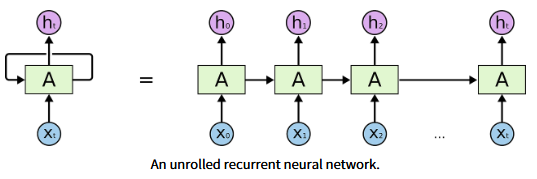 hₜ h₀ h₁ h₂ hₜ
A = A A A A
xₜ x₀ x₁ x₂ ... xₜ
An unrolled recurrent neural network.